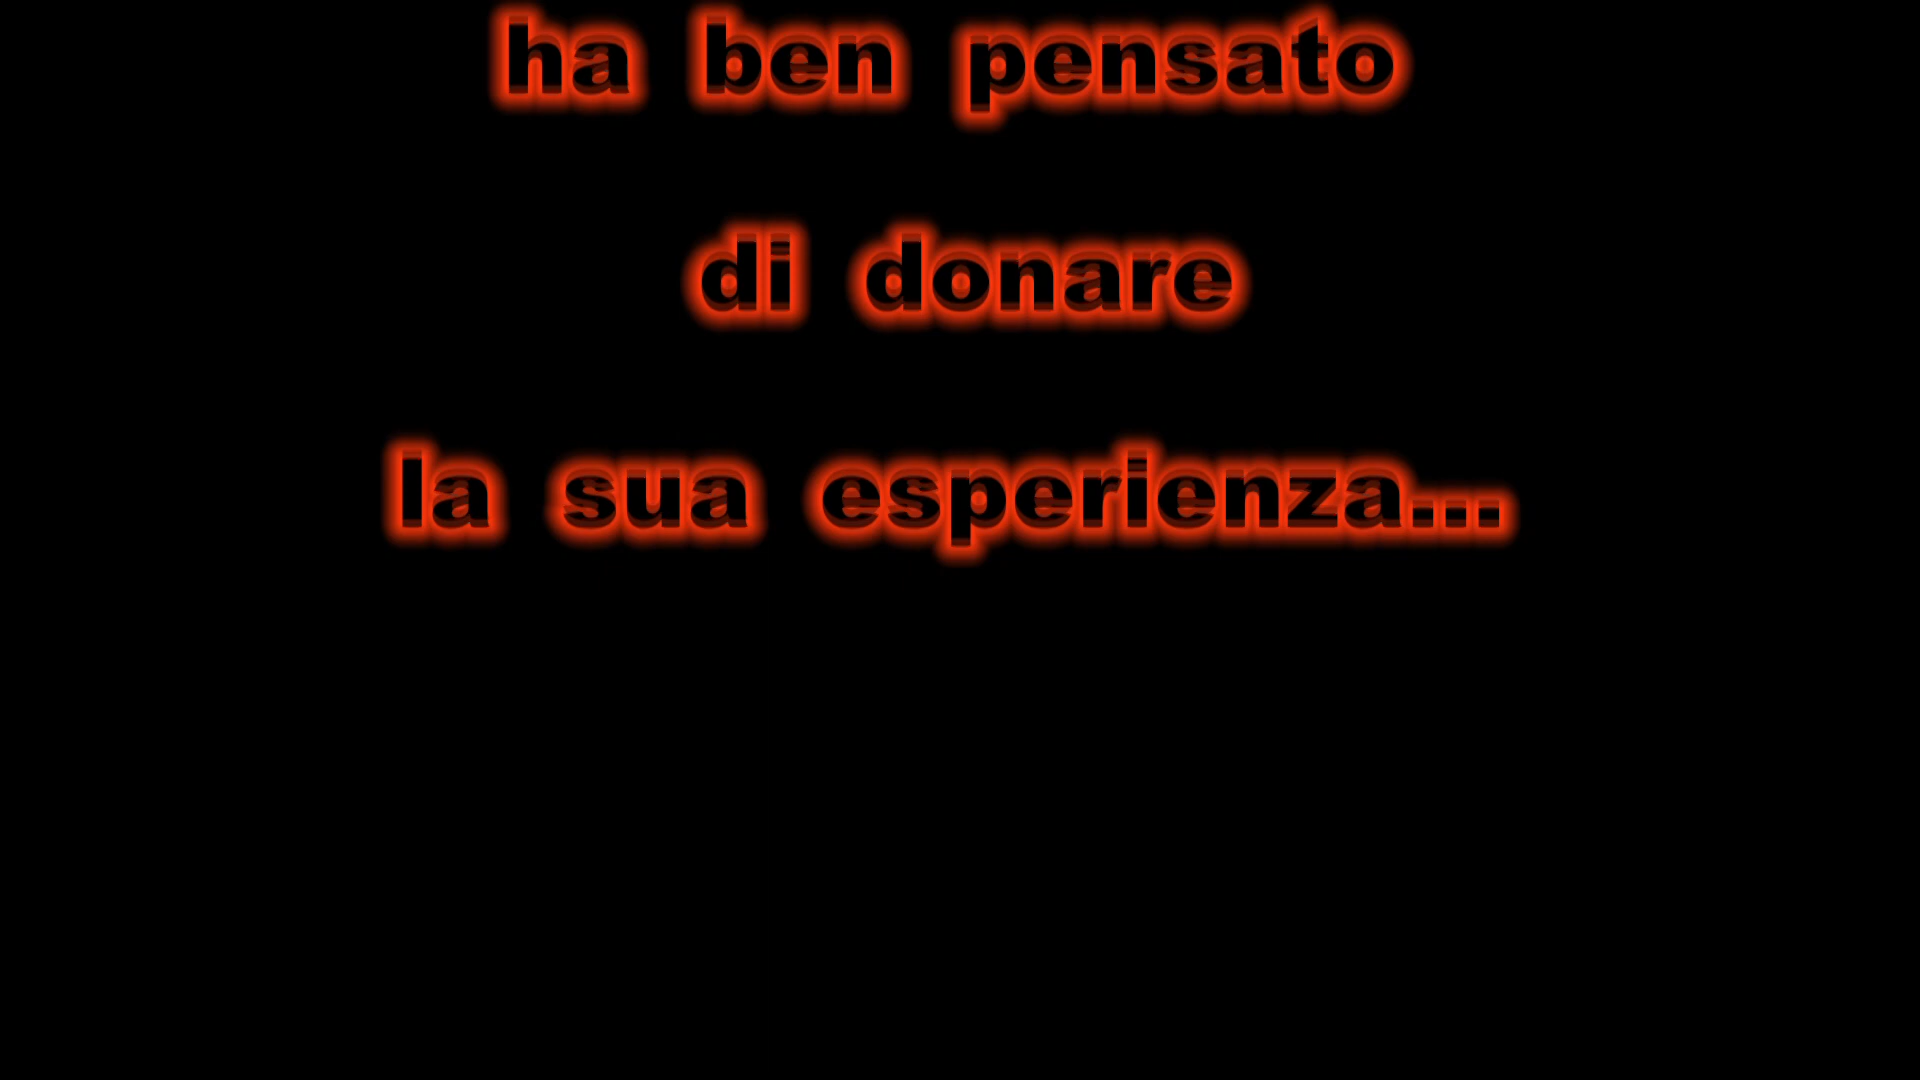 ha ben pensato
di donare
la sua esperienza...